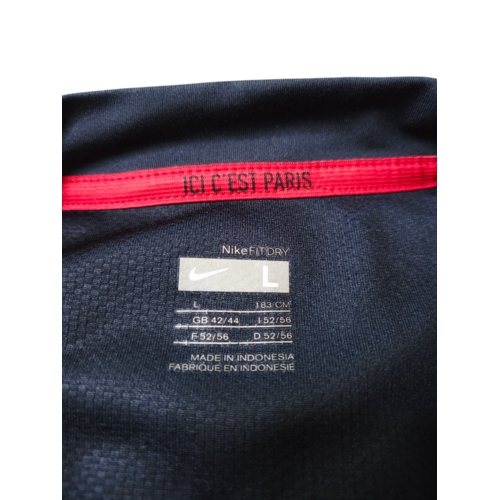 ICI C'EST PARIS
NikeFIT DRY
L
L 183 CM
GB 42/44 I 52/56
F 52/56 D 52/56
MADE IN INDONESIA
FABRIQUE EN INDONESIE